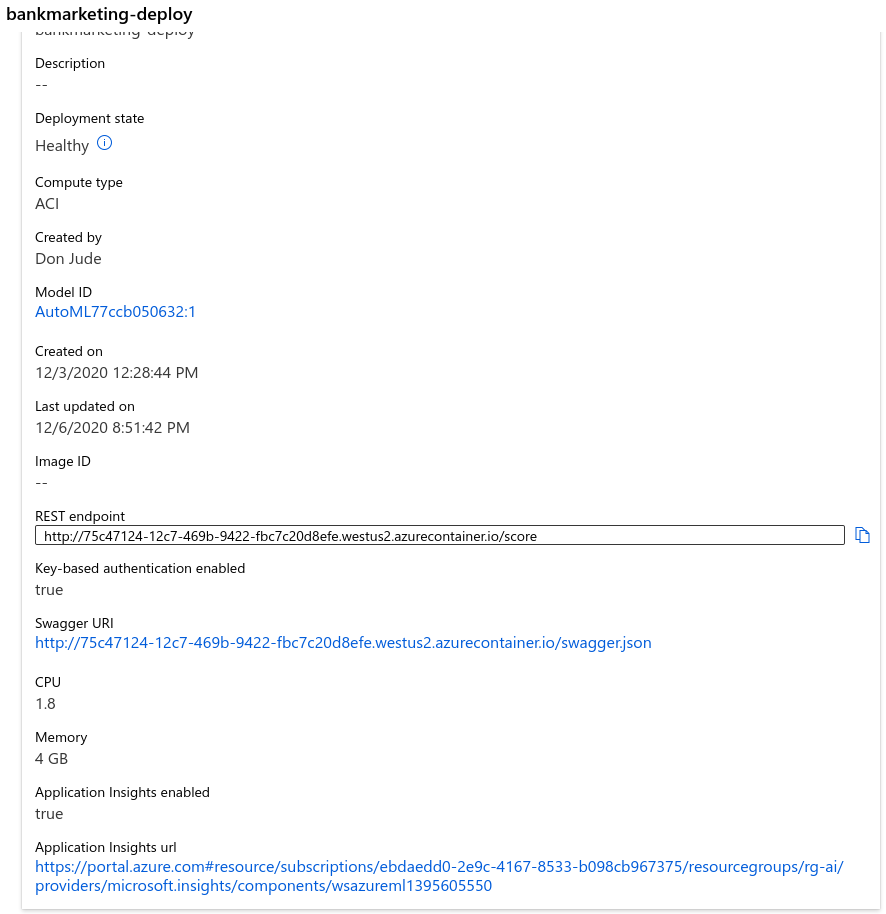 bankmarketing-deploy
bankmarketing-deploy
Description
--
Deployment state
Healthy
Compute type
ACI
Created by
Don Jude
Model ID
AutoML77ccb050632:1
Created on
12/3/2020 12:28:44 PM
Last updated on
12/6/2020 8:51:42 PM
Image ID
--
REST endpoint
http://75c47124-12c7-469b-9422-fbc7c20d8efe.westus2.azurecontainer.io/score
Key-based authentication enabled
true
Swagger URI
http://75c47124-12c7-469b-9422-fbc7c20d8efe.westus2.azurecontainer.io/swagger.json
CPU
1.8
Memory
4 GB
Application Insights enabled
true
Application Insights url
https://portal.azure.com#resource/subscriptions/ebdaedd0-2e9c-4167-8533-b098cb967375/resourcegroups/rg-ai/
providers/microsoft.insights/components/wsazureml1395605550